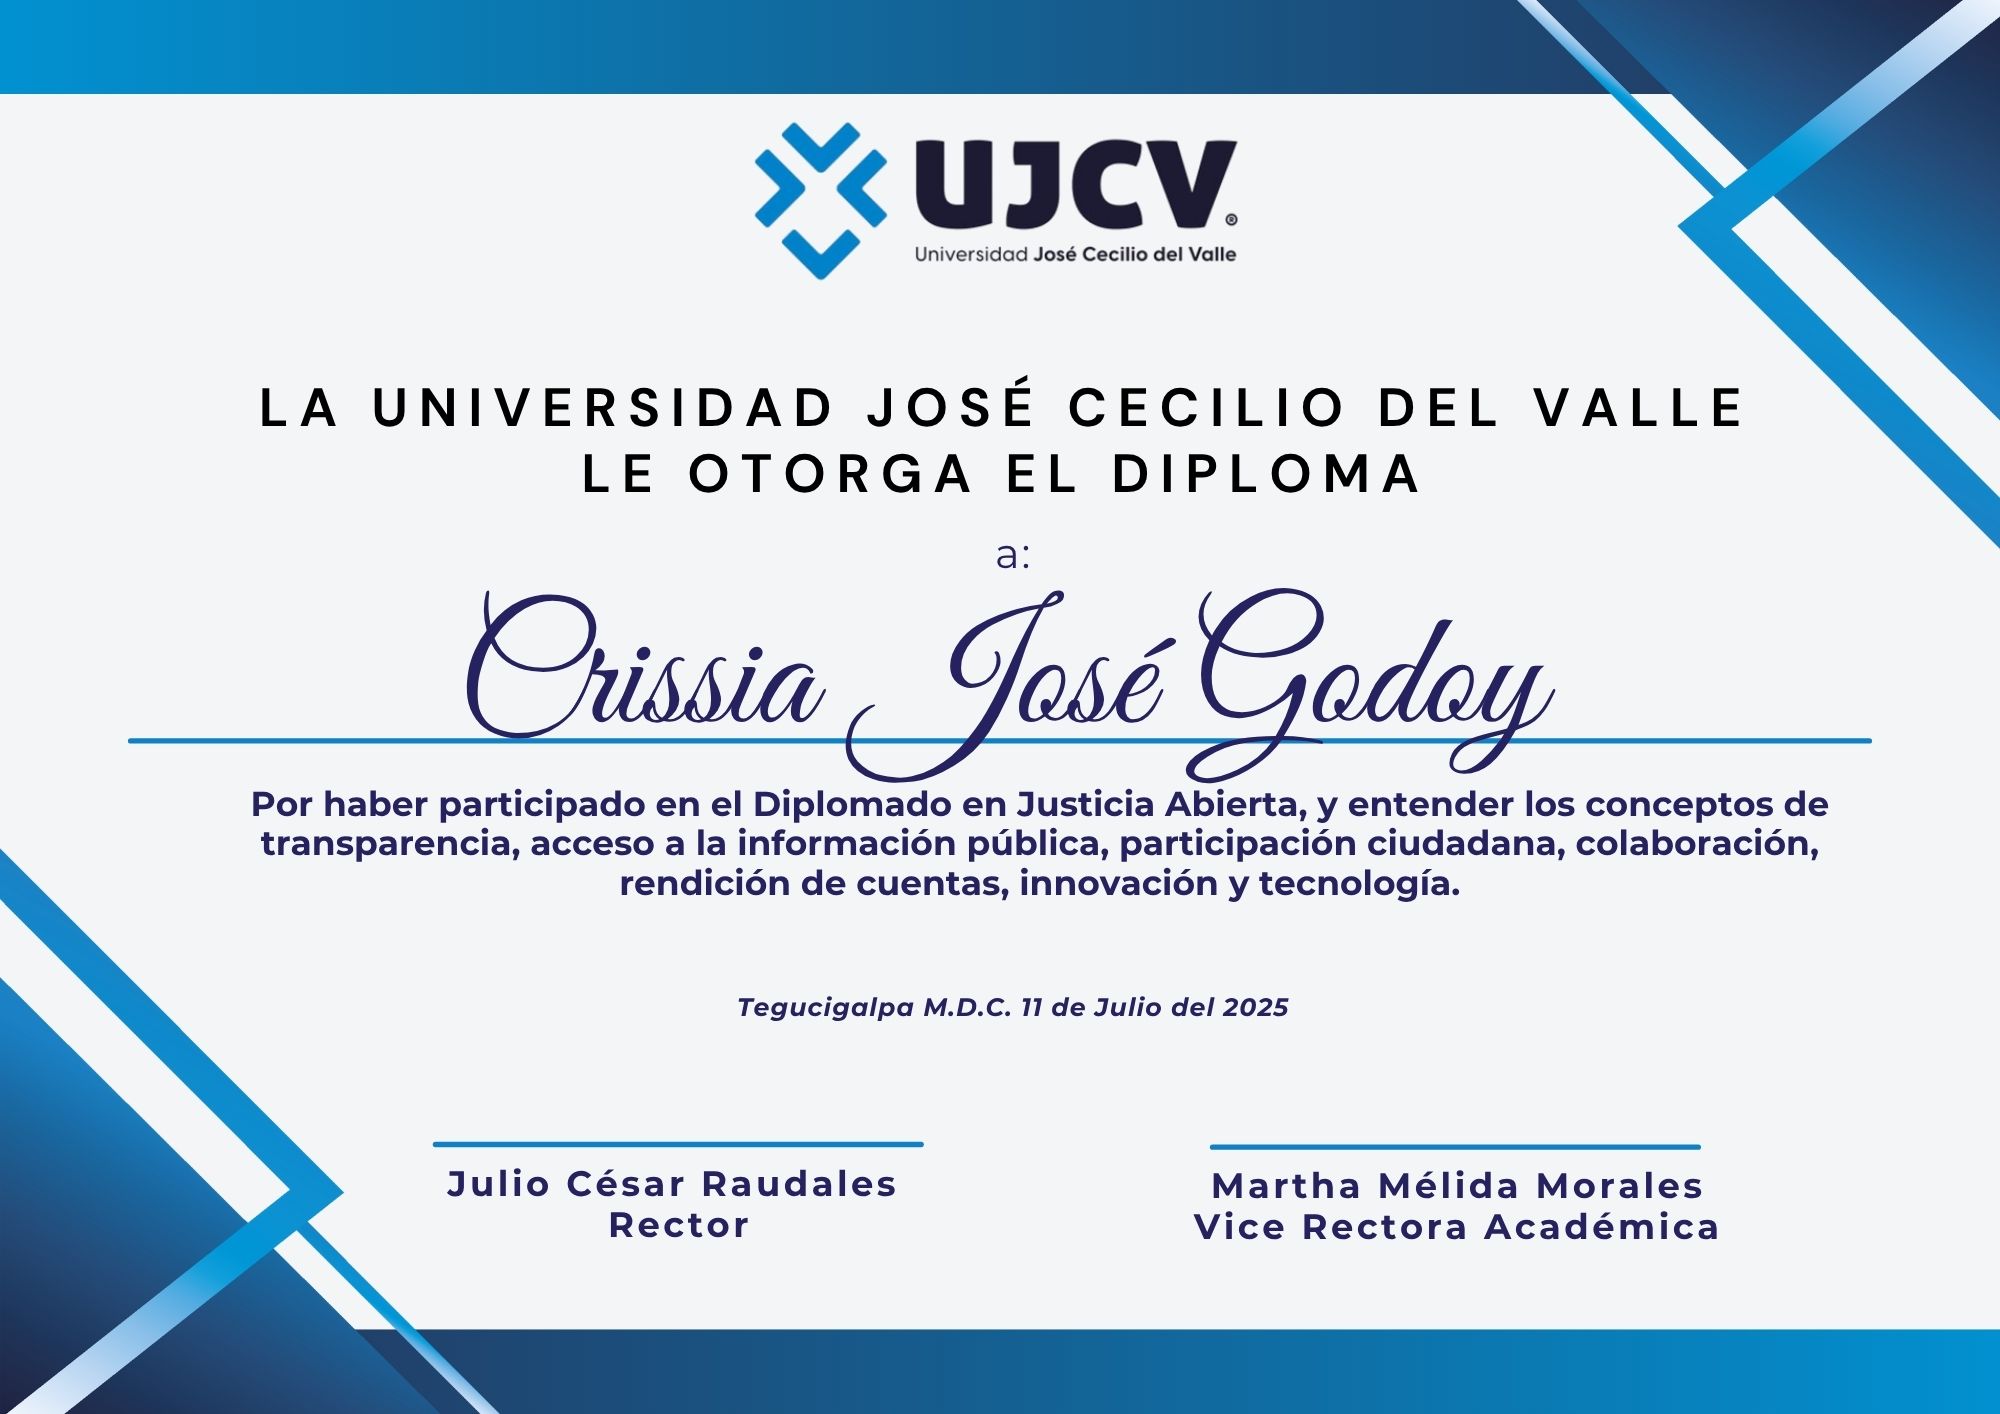 UJCV®
Universidad José Cecilio del Valle
LA UNIVERSIDAD JOSÉ CECILIO DEL VALLE
LE OTORGA EL DIPLOMA
a:
Crissia José Godoy
Por haber participado en el Diplomado en Justicia Abierta, y entender los conceptos de
transparencia, acceso a la información pública, participación ciudadana, colaboración,
rendición de cuentas, innovación y tecnología.
Tegucigalpa M.D.C. 11 de Julio del 2025
Julio César Raudales
Rector
Martha Mélida Morales
Vice Rectora Académica